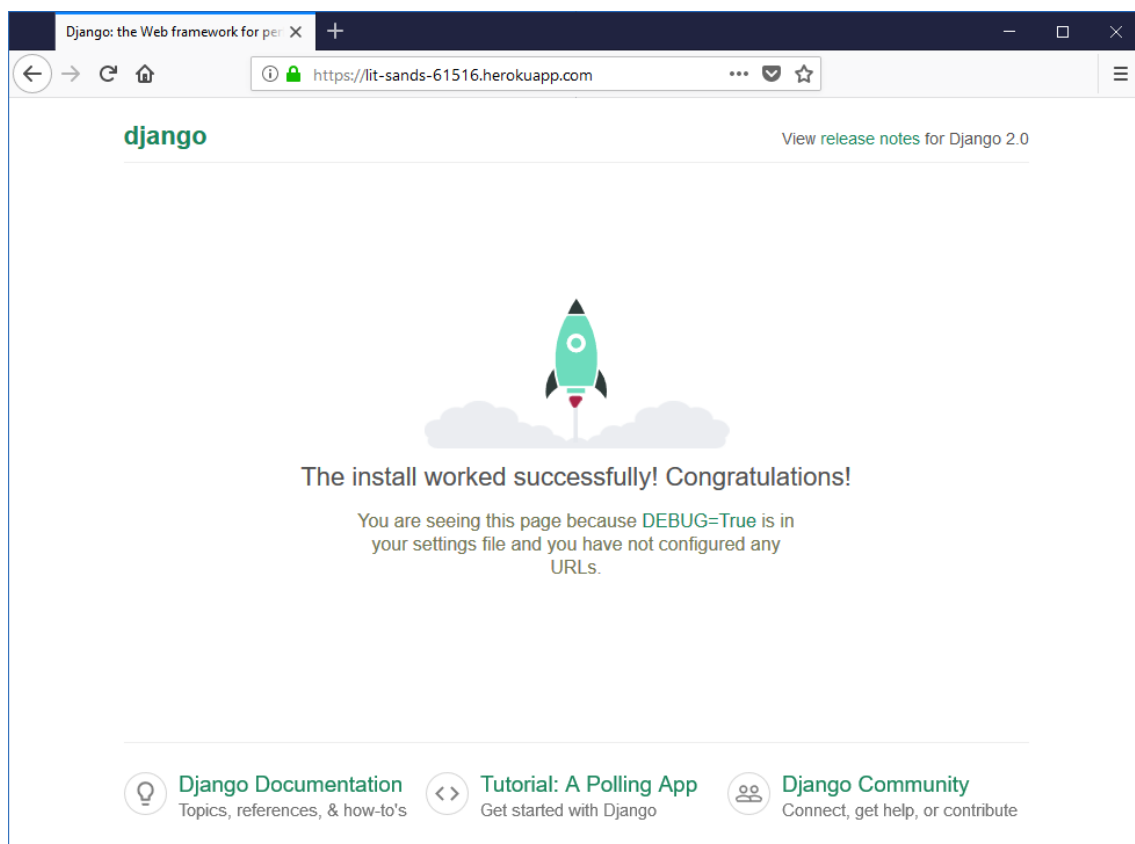 Django: the Web framework for per
https://lit-sands-61516.herokuapp.com
django
View release notes for Django 2.0
The install worked successfully! Congratulations!
You are seeing this page because DEBUG=True is in
your settings file and you have not configured any
URLs.
Django Documentation
Topics, references, & how-to's
Tutorial: A Polling App
Get started with Django
Django Community
Connect, get help, or contribute